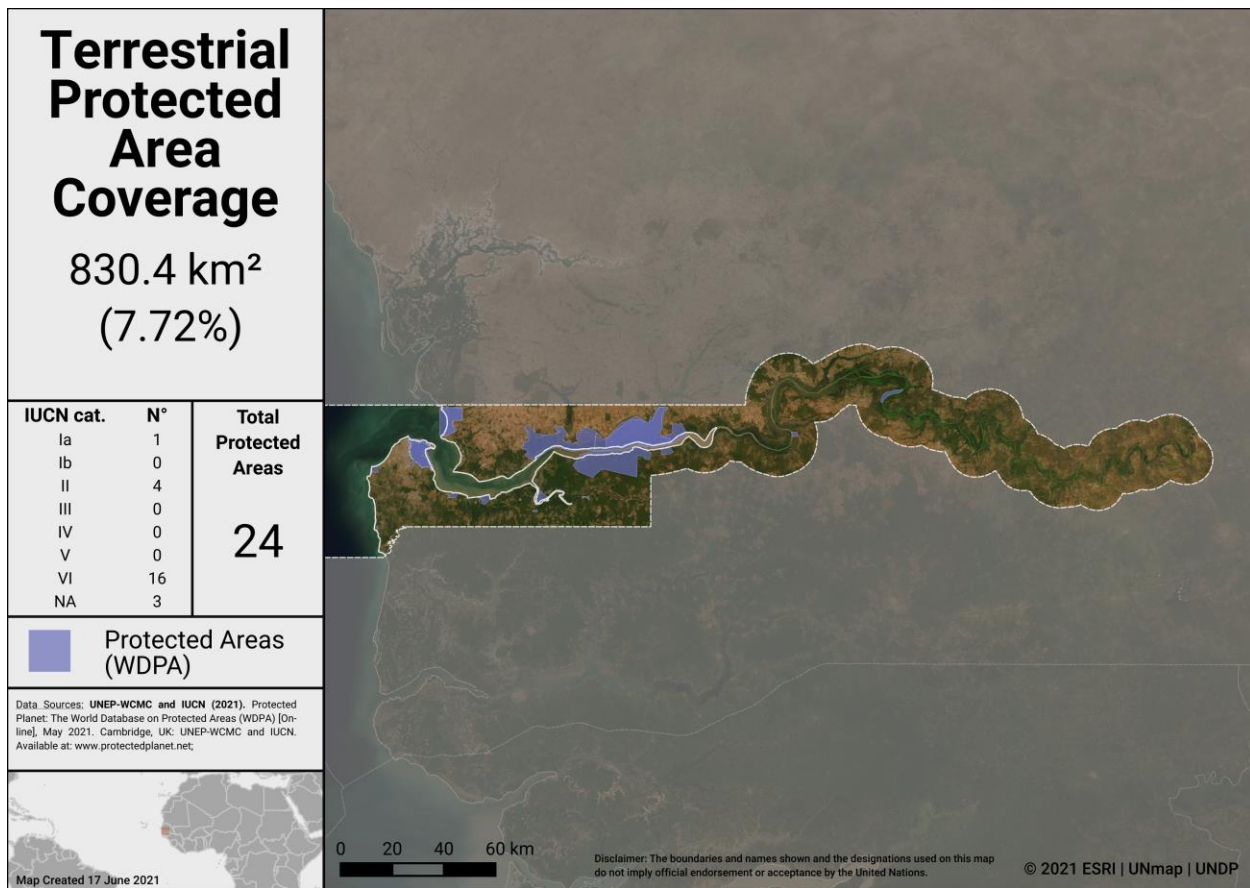 Terrestrial
Protected
Area
Coverage
830.4 km²
(7.72%)
IUCN cat. N°
Ia 1
Ib 0
II 4
III 0
IV 0
V 0
VI 16
NA 3
Total
Protected
Areas
24
Protected Areas
(WDPA)
Data Sources: UNEP-WCMC and IUCN (2021). Protected
Planet: The World Database on Protected Areas (WDPA) [On-
line], May 2021. Cambridge, UK: UNEP-WCMC and IUCN.
Available at: www.protectedplanet.net;
Map Created 17 June 2021
0 20 40 60 km
Disclaimer: The boundaries and names shown and the designations used on this map
do not imply official endorsement or acceptance by the United Nations.
© 2021 ESRI | UNmap | UNDP